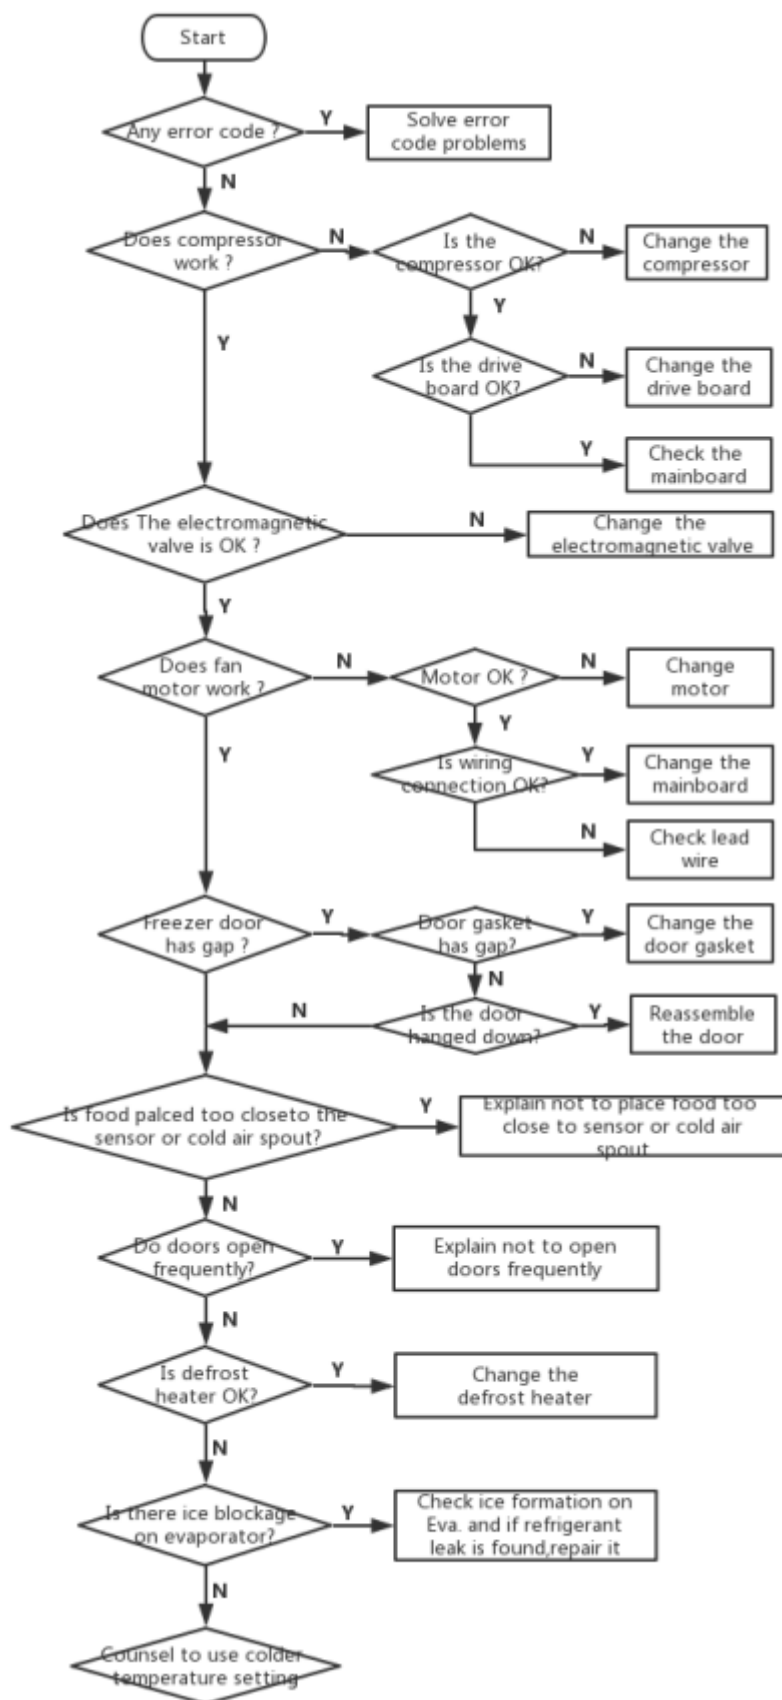 Start
Any error code ?
Y
Solve error
code problems
N
Does compressor
work ?
N
Is the
compressor OK?
N
Change the
compressor
Y
Y
Is the drive
board OK?
N
Change the
drive board
Y
Check the
mainboard
Does The electromagnetic
valve is OK ?
N
Change the
electromagnetic valve
Y
Does fan
motor work ?
N
Motor OK ?
N
Change
motor
Y
Y
Is wiring
connection OK?
Y
Change the
mainboard
N
Check lead
wire
Freezer door
has gap ?
Y
Door gasket
has gap?
Y
Change the
door gasket
N
N
Is the door
hanged down?
Y
Reassemble
the door
Is food palced too closeto the
sensor or cold air spout?
Y
Explain not to place food too
close to sensor or cold air
spout
N
Do doors open
frequently?
Y
Explain not to open
doors frequently
N
Is defrost
heater OK?
Y
Change the
defrost heater
N
Is there ice blockage
on evaporator?
Y
Check ice formation on
Eva. and if refrigerant
leak is found,repair it
N
Counsel to use colder
temperature setting